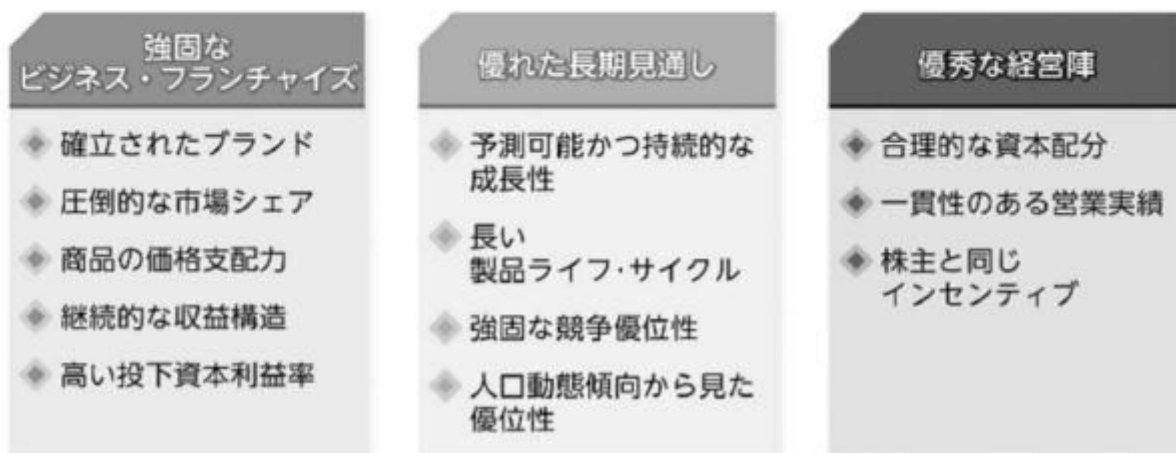 強固な
ビジネス・フランチャイズ
確立されたブランド
圧倒的な市場シェア
商品の価格支配力
継続的な収益構造
高い投下資本利益率
優れた長期見通し
予測可能かつ持続的な
成長性
長い
製品ライフ･サイクル
強固な競争優位性
人口動態傾向から見た
優位性
優秀な経営陣
合理的な資本配分
一貫性のある営業実績
株主と同じ
インセンティブ